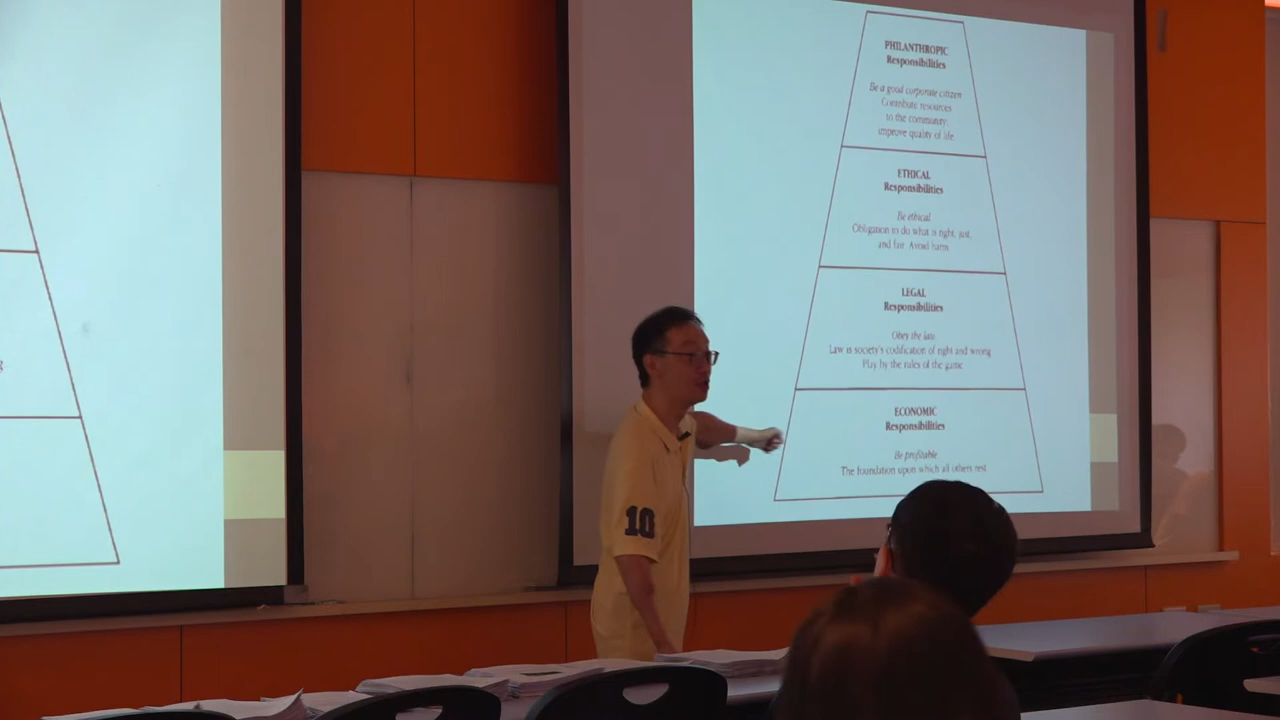 PHILANTHROPIC
Responsibilities
Be a good corporate citizen
Contribute resources
to the community;
improve quality of life
ETHICAL
Responsibilities
Be ethical
Obligation to do what is right, just,
and fair. Avoid harm
LEGAL
Responsibilities
Obey the law
Law is society's codification of right and wrong
Play by the rules of the game
ECONOMIC
Responsibilities
Be profitable
The foundation upon which all others rest
g
10